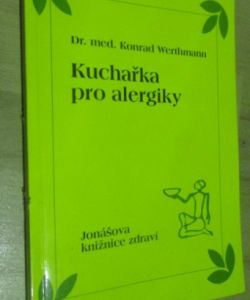 Dr. med. Konrad Werthmann
Kuchařka
pro alergiky
Jonášova
knižnice zdraví